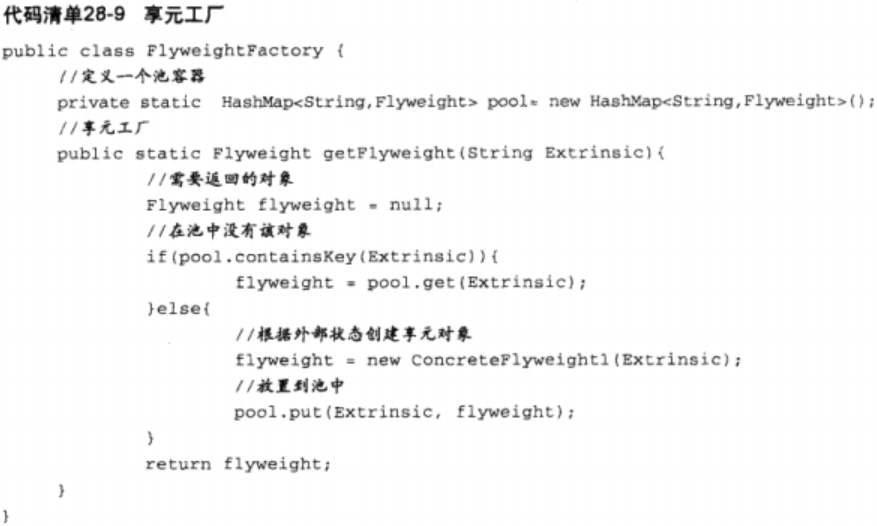 代码清单28-9 享元工厂
public class FlyweightFactory {
//定义一个池容器
private static HashMap<String,Flyweight> pool= new HashMap<String,Flyweight>();
//享元工厂
public static Flyweight getFlyweight(String Extrinsic){
//需要返回的对象
Flyweight flyweight = null;
//在池中没有该对象
if(pool.containsKey(Extrinsic)){
flyweight = pool.get(Extrinsic);
}else{
//根据外部状态创建享元对象
flyweight = new ConcreteFlyweight1(Extrinsic);
//放置到池中
pool.put(Extrinsic, flyweight);
}
return flyweight;
}
}